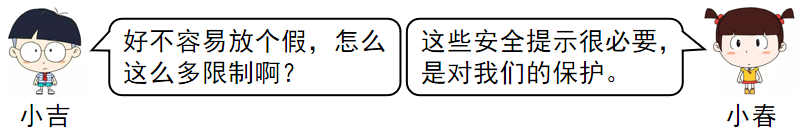 好不容易放个假，怎么
这么多限制啊？
这些安全提示很必要，
是对我们的保护。
小吉
小春